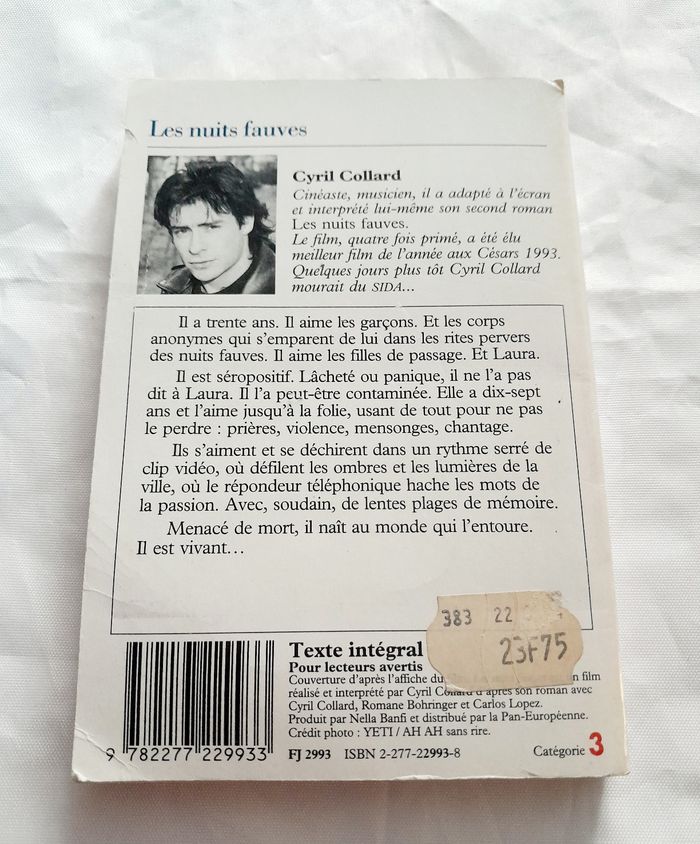 Les nuits fauves
Cyril Collard
Cinéaste, musicien, il a adapté à l'écran
et interprété lui-même son second roman
Les nuits fauves.
Le film, quatre fois primé, a été élu
meilleur film de l'année aux Césars 1993.
Quelques jours plus tôt Cyril Collard
mourait du SIDA...
Il a trente ans. Il aime les garçons. Et les corps
anonymes qui s'emparent de lui dans les rites pervers
des nuits fauves. Il aime les filles de passage. Et Laura.
Il est séropositif. Lâcheté ou panique, il ne l'a pas
dit à Laura. Il l'a peut-être contaminée. Elle a dix-sept
ans et l'aime jusqu'à la folie, usant de tout pour ne pas
le perdre : prières, violence, mensonges, chantage.
Ils s'aiment et se déchirent dans un rythme serré de
clip vidéo, où défilent les ombres et les lumières de la
ville, où le répondeur téléphonique hache les mots de
la passion. Avec, soudain, de lentes plages de mémoire.
Menacé de mort, il naît au monde qui l'entoure.
Il est vivant...
383 22
23F75
Texte intégral
Pour lecteurs avertis
Couverture d'après l'affiche du film
réalisé et interprété par Cyril Collard d'après son roman avec
Cyril Collard, Romane Bohringer et Carlos Lopez.
Produit par Nella Banfi et distribué par la Pan-Européenne.
Crédit photo : YETI / AH AH sans rire.
9 782277 229933
FJ 2993 ISBN 2-277-22993-8
Catégorie 3